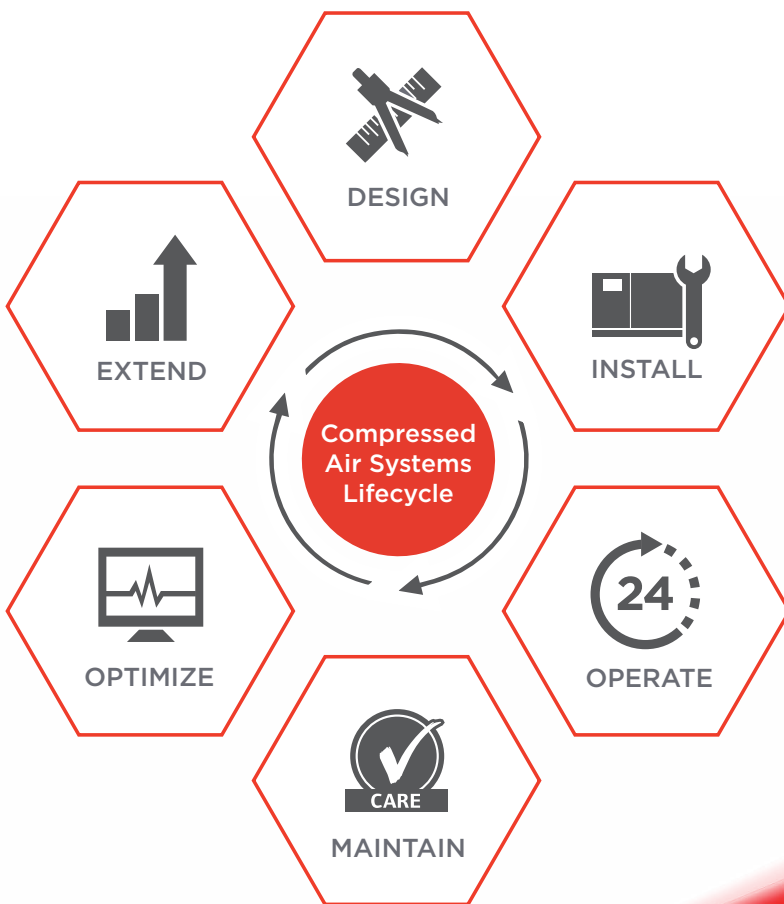 DESIGN
EXTEND
INSTALL
Compressed
Air Systems
Lifecycle
OPTIMIZE
24
OPERATE
CARE
MAINTAIN